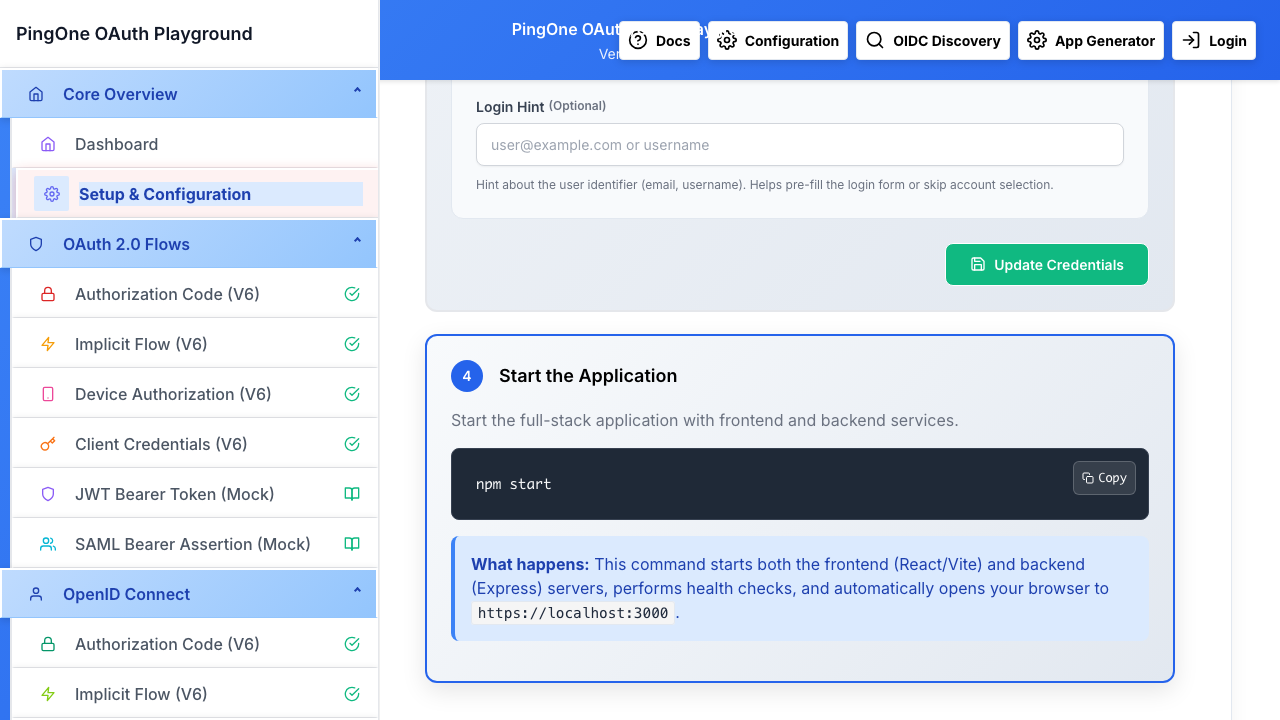 PingOne OAuth Playground
Core Overview
Dashboard
Setup & Configuration
OAuth 2.0 Flows
Authorization Code (V6)
Implicit Flow (V6)
Device Authorization (V6)
Client Credentials (V6)
JWT Bearer Token (Mock)
SAML Bearer Assertion (Mock)
OpenID Connect
Authorization Code (V6)
Implicit Flow (V6)
PingOne OAu
Ver
Docs
Configuration
OIDC Discovery
App Generator
Login
Login Hint (Optional)
user@example.com or username
Hint about the user identifier (email, username). Helps pre-fill the login form or skip account selection.
Update Credentials
4
Start the Application
Start the full-stack application with frontend and backend services.
npm start
Copy
What happens: This command starts both the frontend (React/Vite) and backend
(Express) servers, performs health checks, and automatically opens your browser to
https://localhost:3000 .